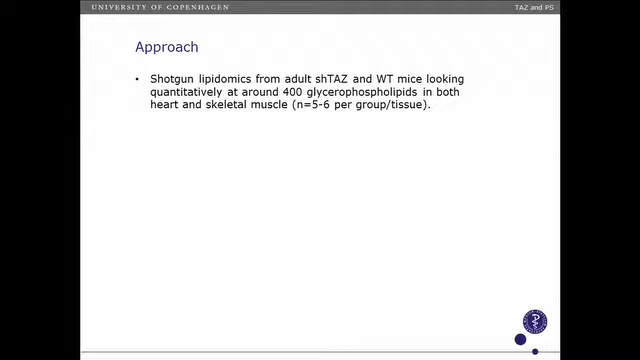 UNIVERSITY OF COPENHAGEN
TAZ and PS
Approach
• Shotgun lipidomics from adult shTAZ and WT mice looking
quantitatively at around 400 glycerophospholipids in both
heart and skeletal muscle (n=5-6 per group/tissue).